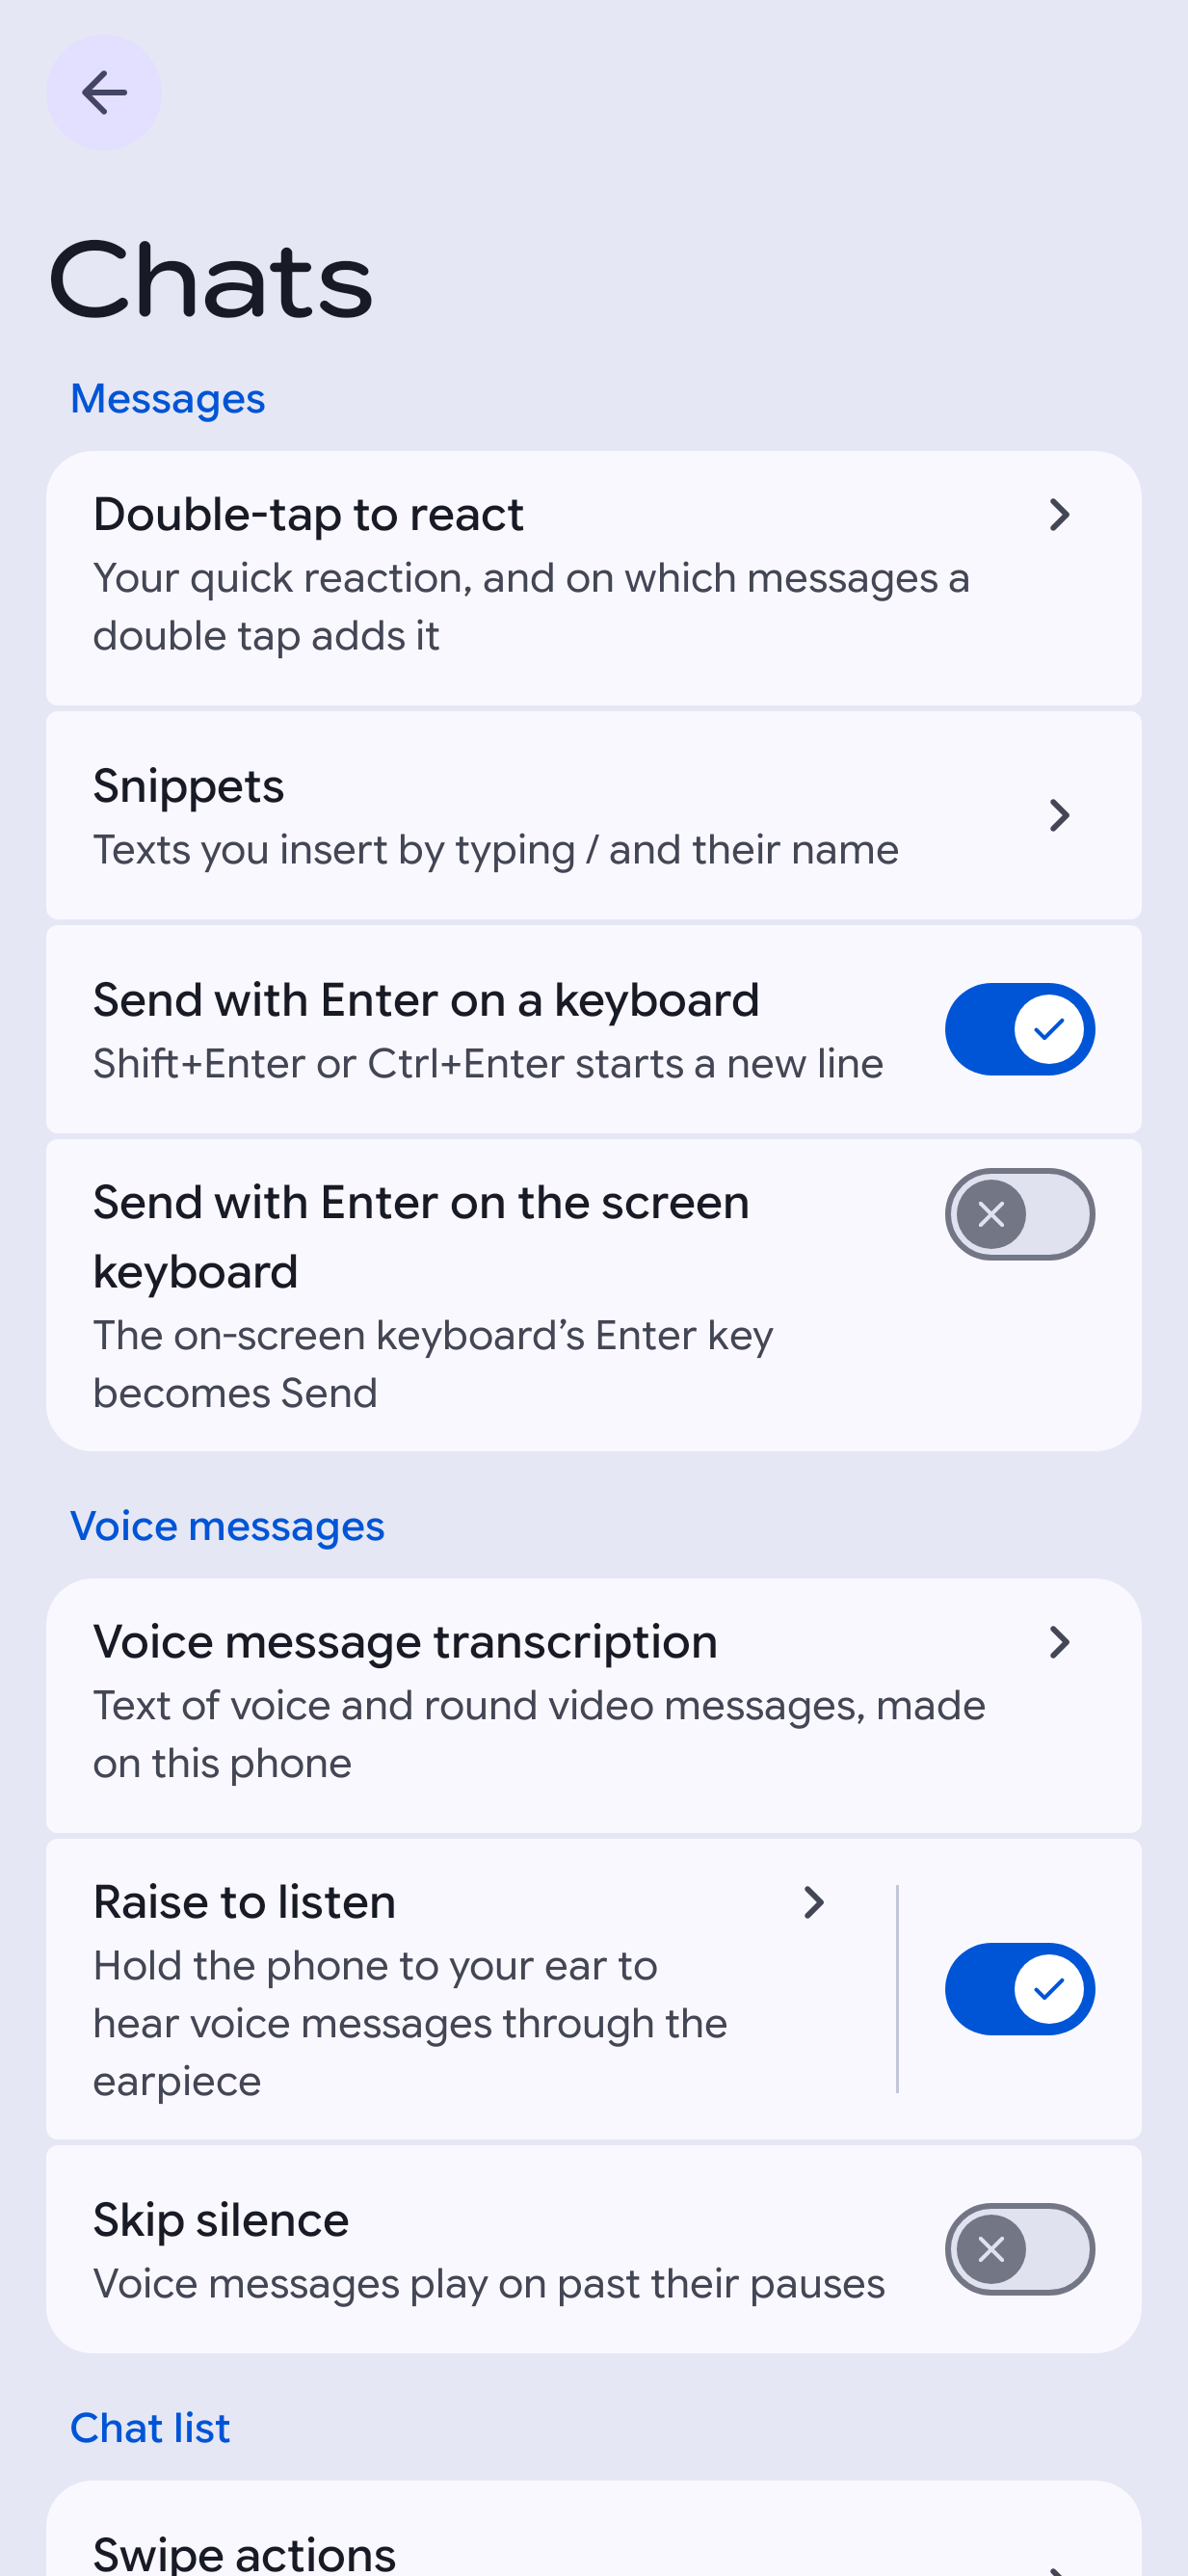 Chats
Messages
Double-tap to react
Your quick reaction, and on which messages a
double tap adds it
Snippets
Texts you insert by typing / and their name
Send with Enter on a keyboard
Shift+Enter or Ctrl+Enter starts a new line
Send with Enter on the screen
keyboard
The on-screen keyboard’s Enter key
becomes Send
Voice messages
Voice message transcription
Text of voice and round video messages, made
on this phone
Raise to listen
Hold the phone to your ear to
hear voice messages through the
earpiece
Skip silence
Voice messages play on past their pauses
Chat list
Swipe actions